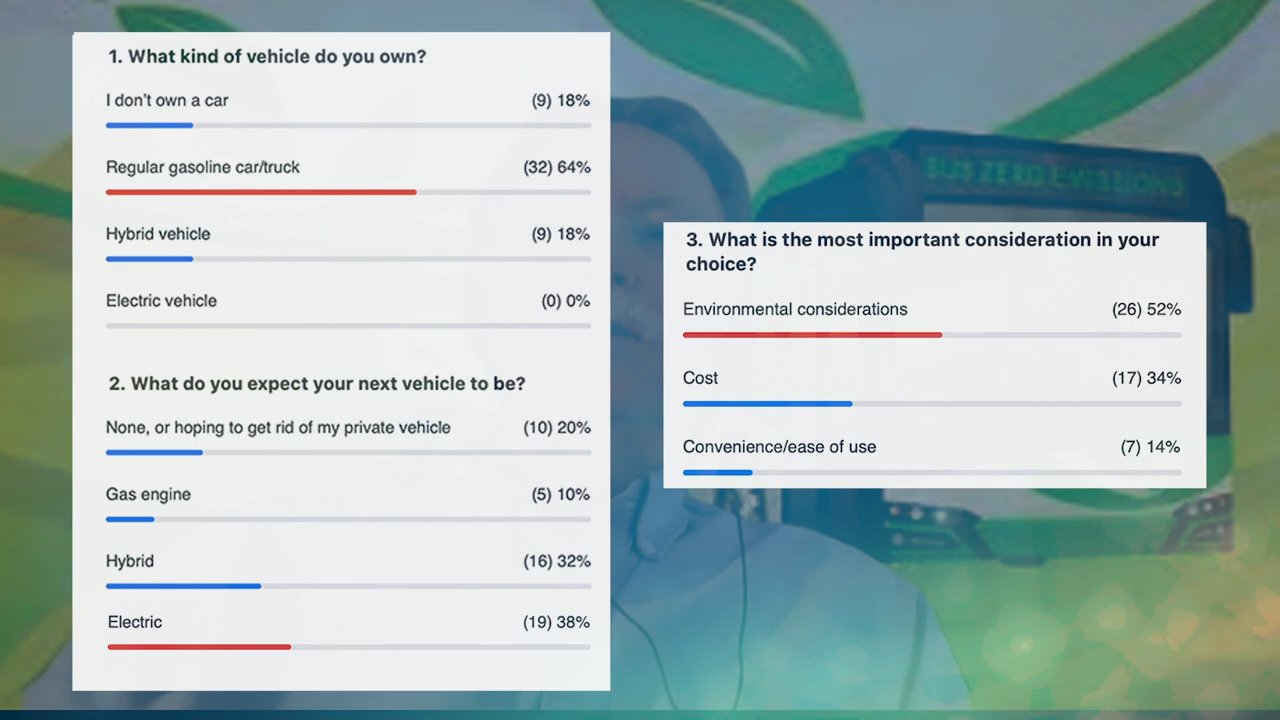 1. What kind of vehicle do you own?
I don't own a car (9) 18%
Regular gasoline car/truck (32) 64%
Hybrid vehicle (9) 18%
Electric vehicle (0) 0%
2. What do you expect your next vehicle to be?
None, or hoping to get rid of my private vehicle (10) 20%
Gas engine (5) 10%
Hybrid (16) 32%
Electric (19) 38%
BUS ZERO EMISSIONS
3. What is the most important consideration in your
choice?
Environmental considerations (26) 52%
Cost (17) 34%
Convenience/ease of use (7) 14%